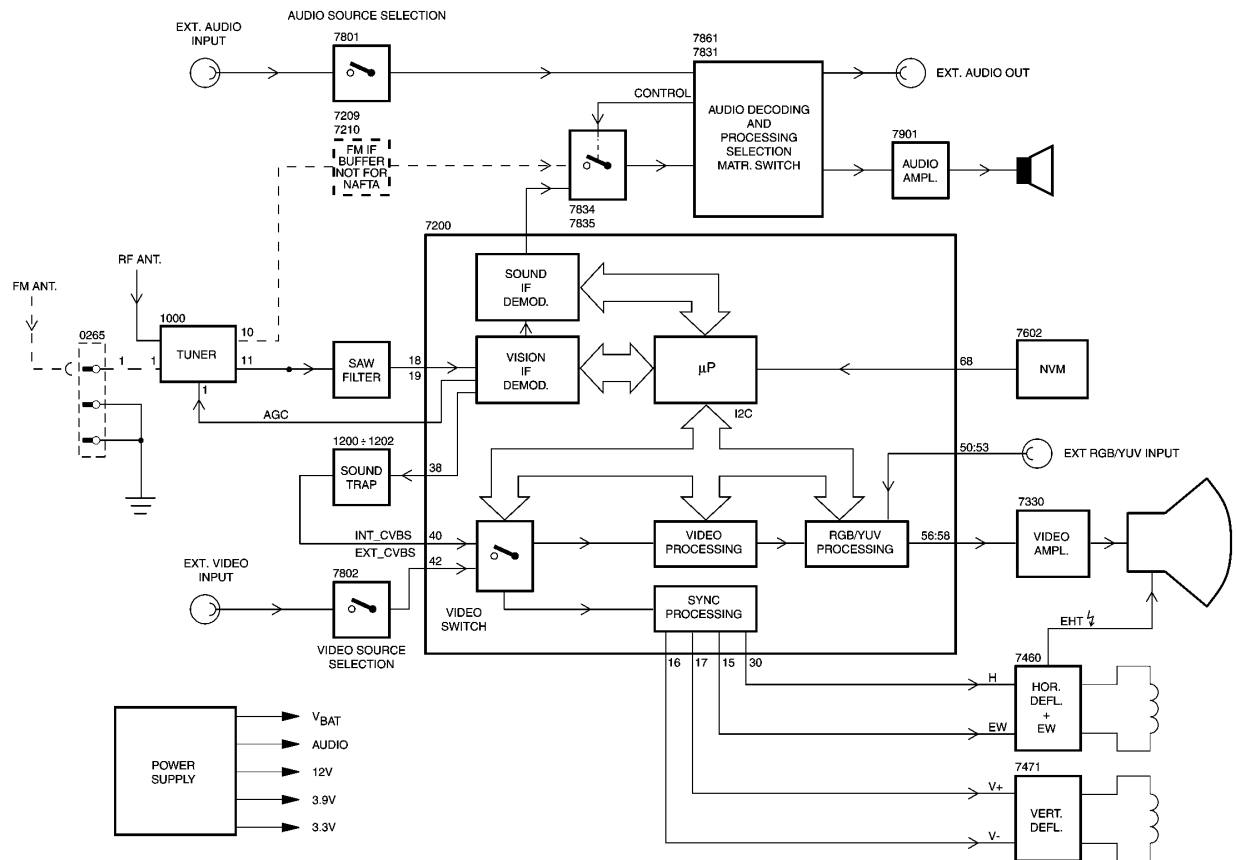 AUDIO SOURCE SELECTION
EXT. AUDIO
INPUT
7801
7861
7831
EXT. AUDIO OUT
CONTROL
AUDIO DECODING
AND
PROCESSING
SELECTION
MATR. SWITCH
7209
7210
FM IF
BUFFER
NOT FOR
NAFTA
7834
7835
7901
AUDIO
AMPL.
7200
RF ANT.
FM ANT.
0265
1
1
1000
TUNER
10
11
1
SAW
FILTER
18
19
SOUND
IF
DEMOD.
VISION
IF
DEMOD.
µP
I2C
68
7602
NVM
AGC
1200÷1202
SOUND
TRAP
38
50:53
EXT RGB/YUV INPUT
INT_CVBS
40
EXT_CVBS
42
VIDEO
PROCESSING
RGB/YUV
PROCESSING
56:58
7330
VIDEO
AMPL.
EXT. VIDEO
INPUT
7802
VIDEO SOURCE
SELECTION
VIDEO
SWITCH
SYNC
PROCESSING
16
17
15
30
EHT
7460
H
EW
HOR.
DEFL.
+
EW
7471
V+
V-
VERT.
DEFL.
POWER
SUPPLY
VBAT
AUDIO
12V
3.9V
3.3V